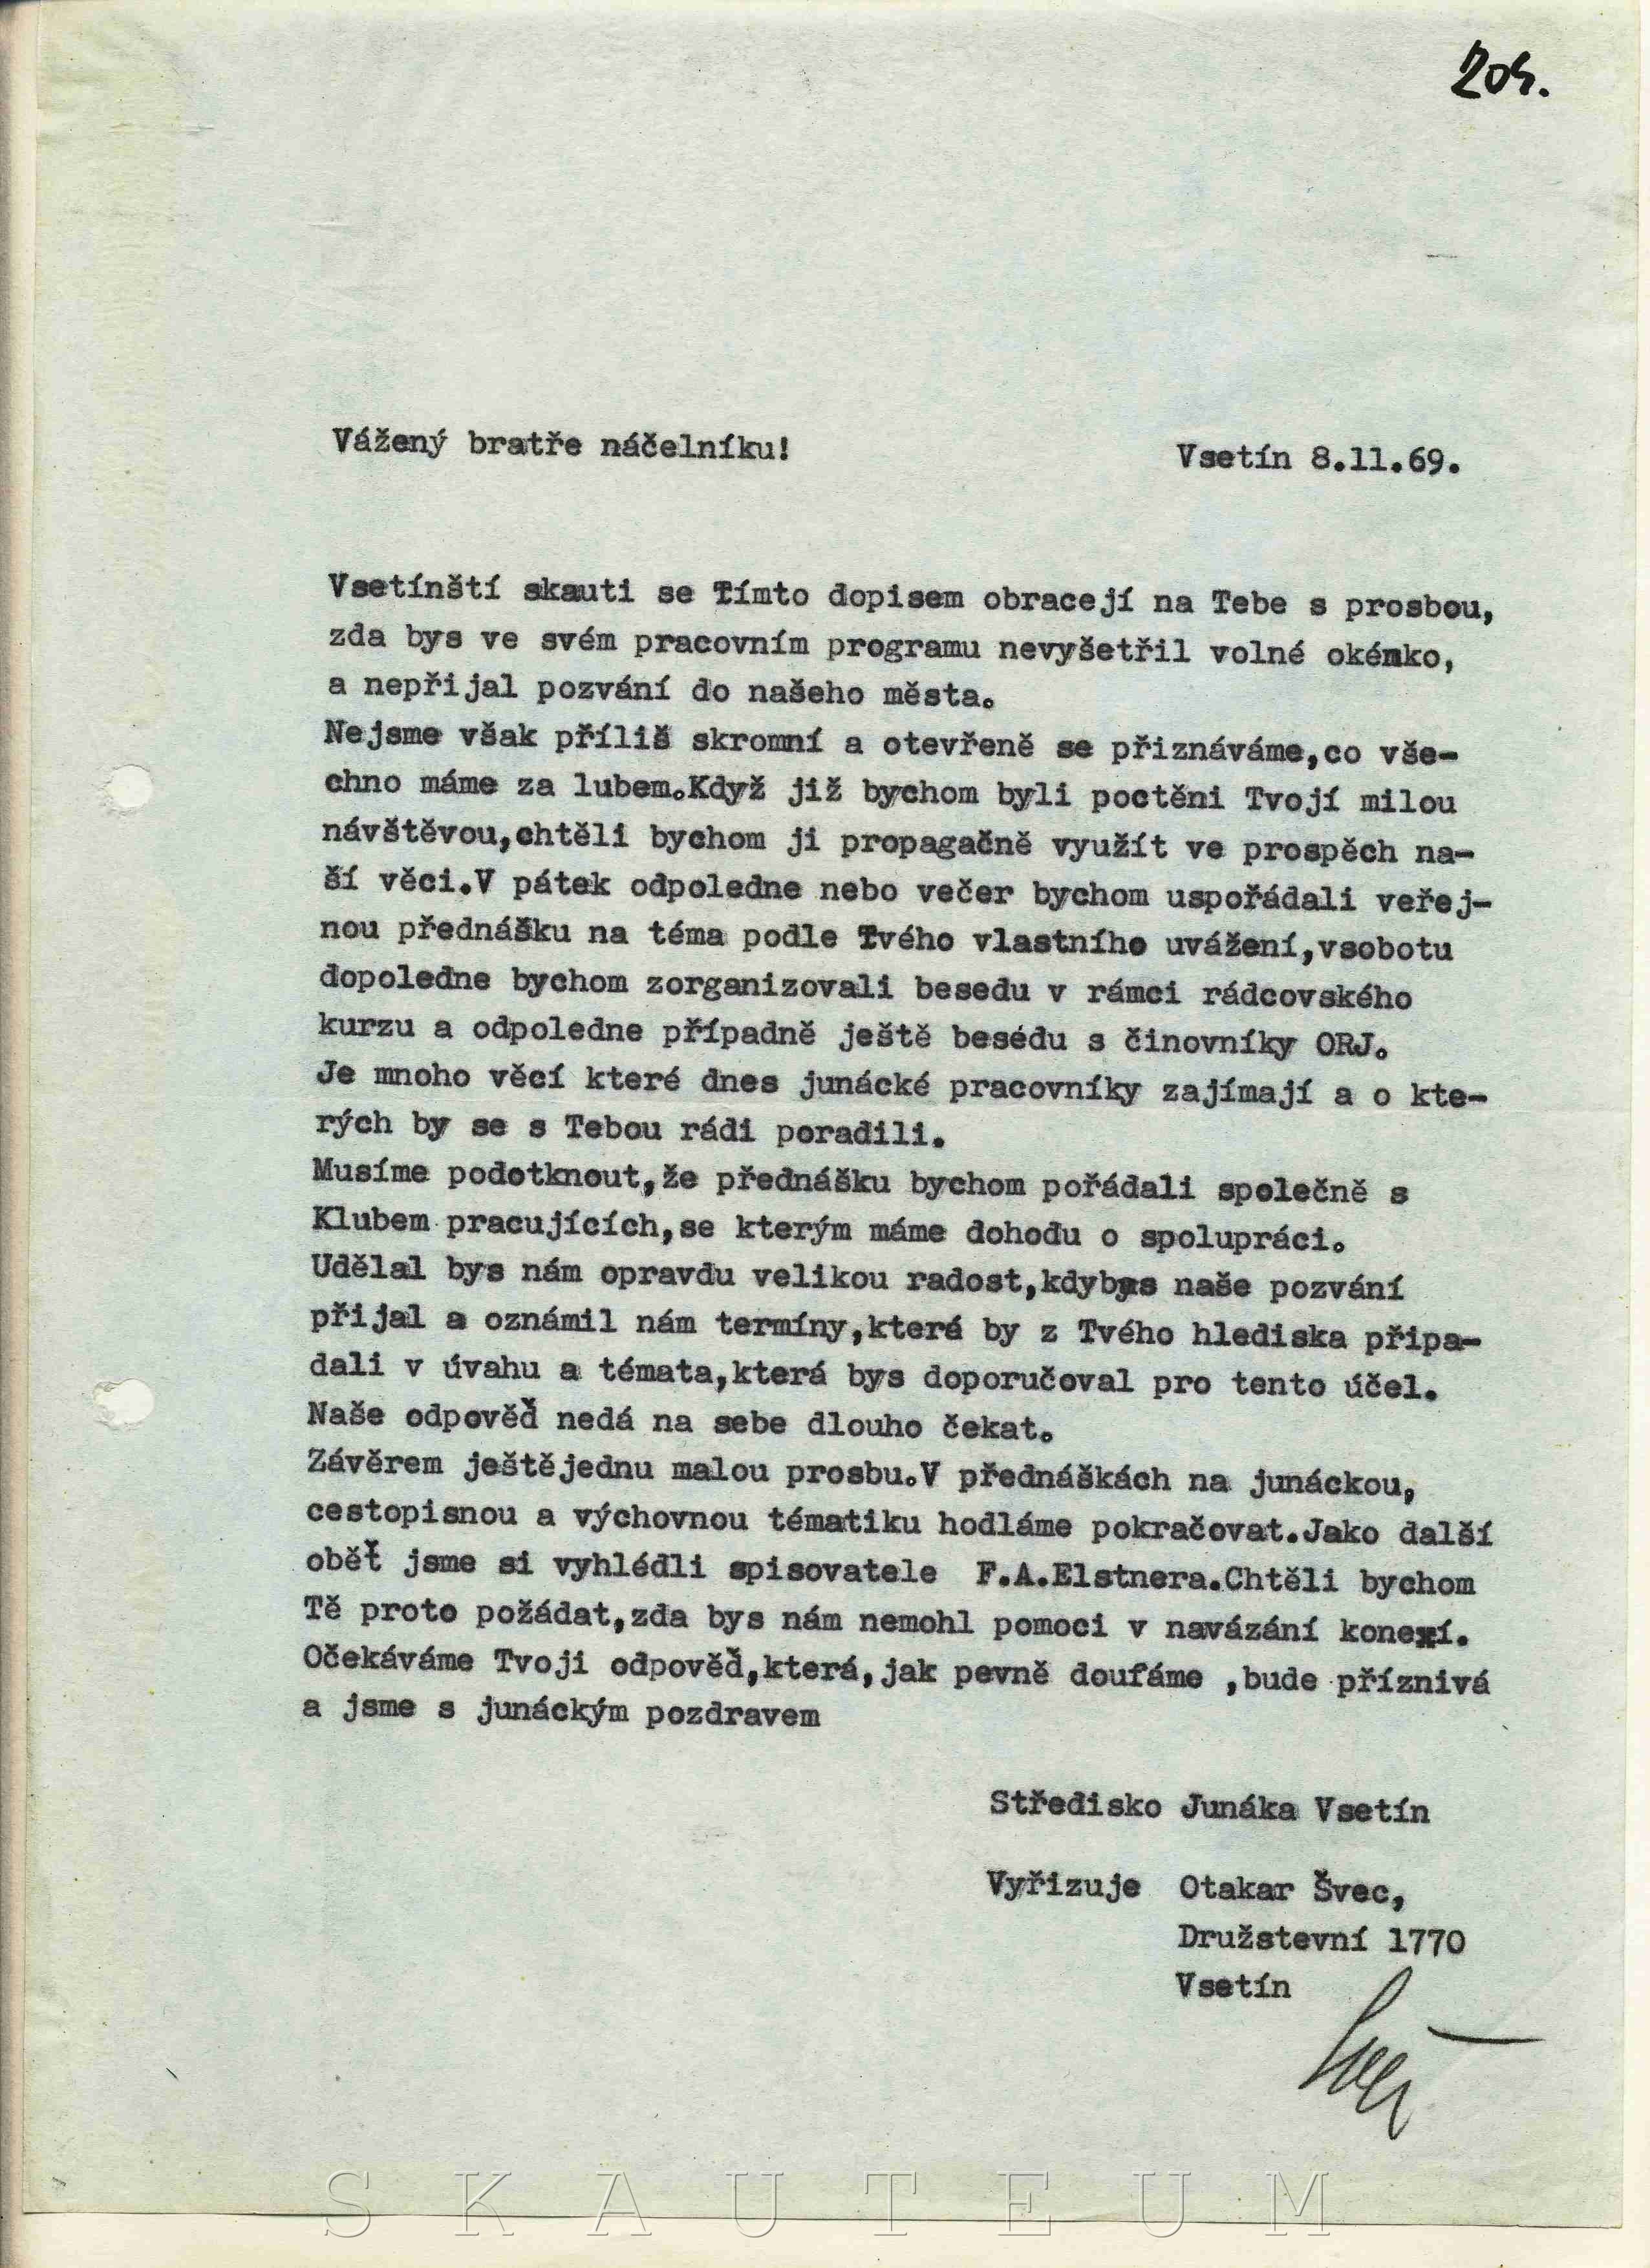 204.
Vážený bratře náčelníku!
Vsetín 8.11.69.
Vsetínští skauti se Tímto dopisem obracejí na Tebe s prosbou,
zda bys ve svém pracovním programu nevyšetřil volné okénko,
a nepřijal pozvání do našeho města.
Nejsme však příliš skromní a otevřeně se přiznáváme,co vše-
chno máme za lubem.Když již bychom byli poctěni Tvojí milou
návštěvou,chtěli bychom ji propagačně využít ve prospěch na-
ší věci.V pátek odpoledne nebo večer bychom uspořádali veřej-
nou přednášku na téma podle Tvého vlastního uvážení,vsobotu
dopoledne bychom zorganizovali besedu v rámci rádcovského
kurzu a odpoledne případně ještě besédu s činovníky ORJ.
Je mnoho věcí které dnes junácké pracovníky zajímají a o kte-
rých by se s Tebou rádi poradili.
Musíme podotknout,že přednášku bychom pořádali společně s
Klubem pracujících,se kterým máme dohodu o spolupráci.
Udělal bys nám opravdu velikou radost,kdybys naše pozvání
přijal a oznámil nám termíny,která by z Tvého hlediska připa-
dali v úvahu a témata,která bys doporučoval pro tento účel.
Naše odpověď nedá na sebe dlouho čekat.
Závěrem ještějednu malou prosbu.V přednáškách na junáckou,
cestopisnou a výchovnou tématiku hodláme pokračovat.Jako další
oběť jsme si vyhlédli spisovatele F.A.Elstnera.Chtěli bychom
Tě proto požádat,zda bys nám nemohl pomoci v navázání konexí.
Očekáváme Tvoji odpověď,která,jak pevně doufáme ,bude příznivá
a jsme s junáckým pozdravem
Středisko Junáka Vsetín
Vyřizuje Otakar Švec,
Družstevní 1770
Vsetín
Švec
SKAUTEUM